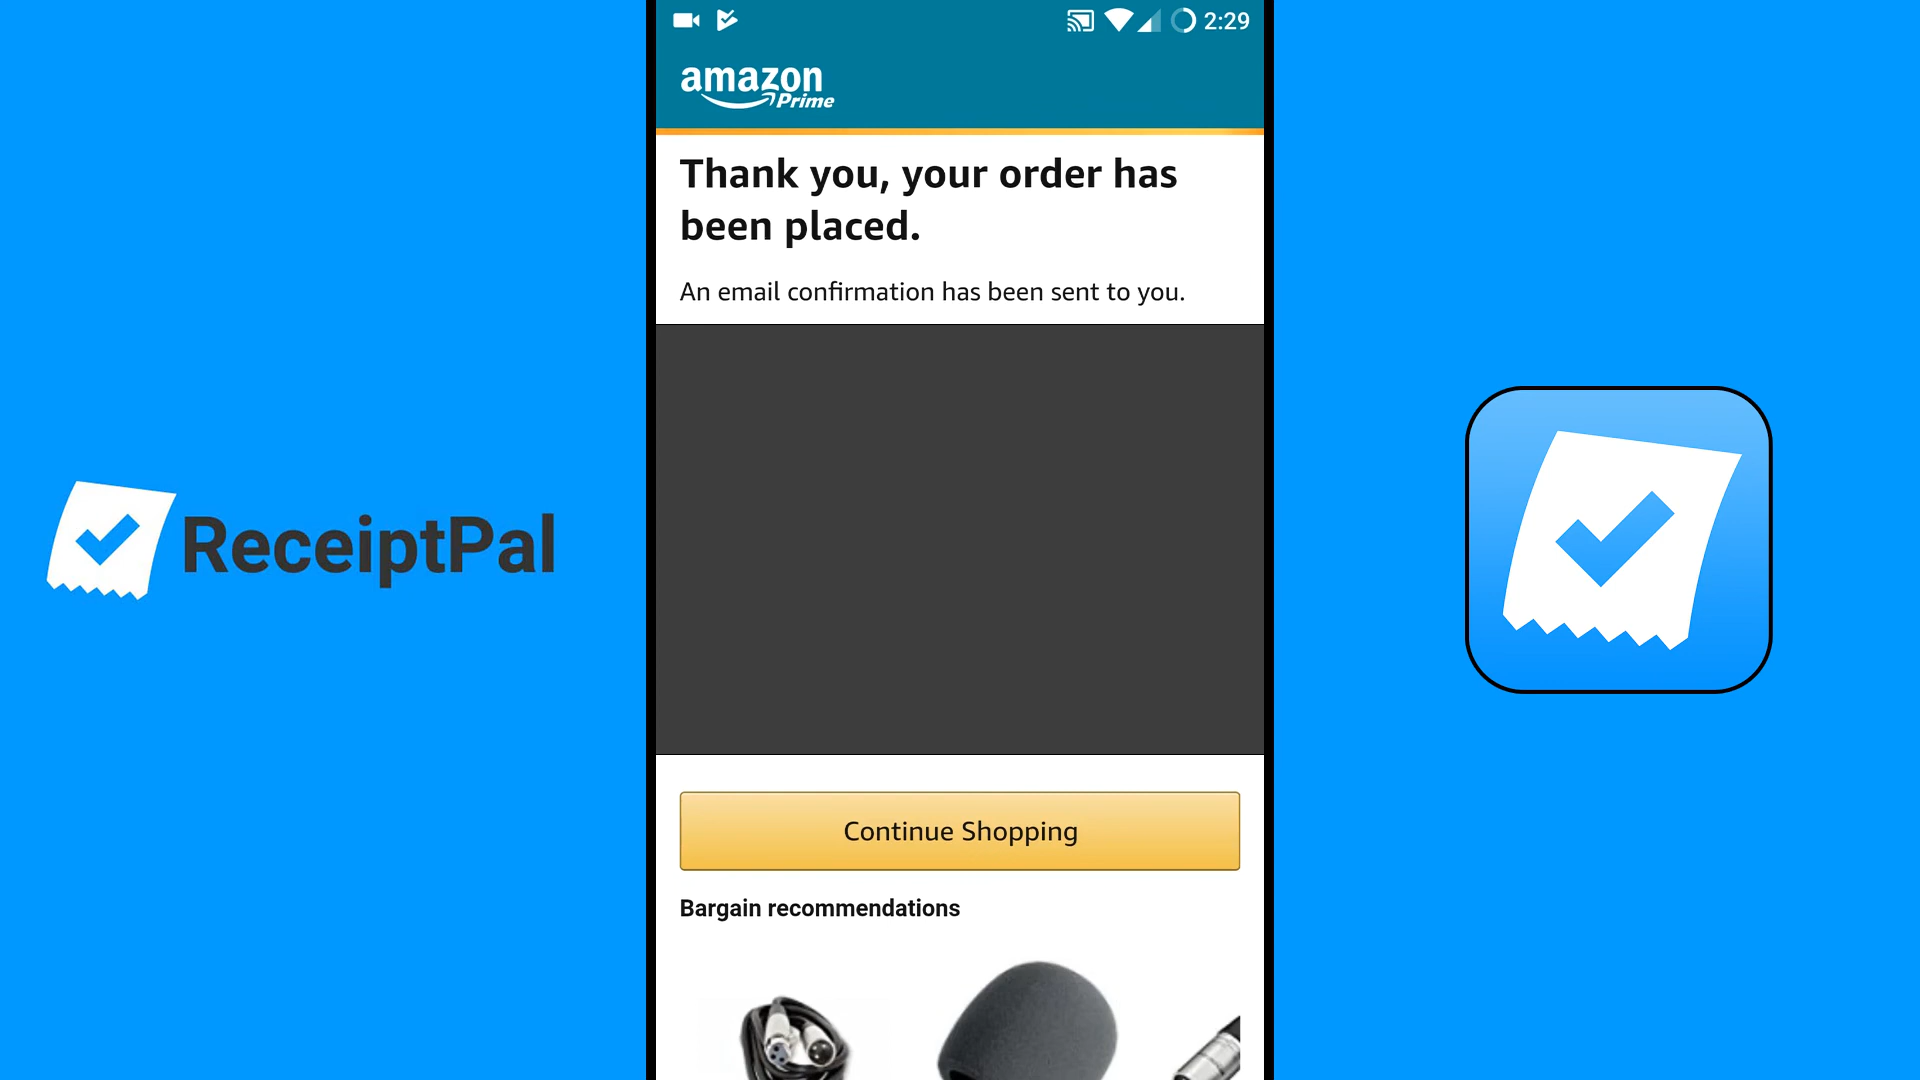 2:29
amazon
Prime
Thank you, your order has
been placed.
An email confirmation has been sent to you.
ReceiptPal
Continue Shopping
Bargain recommendations